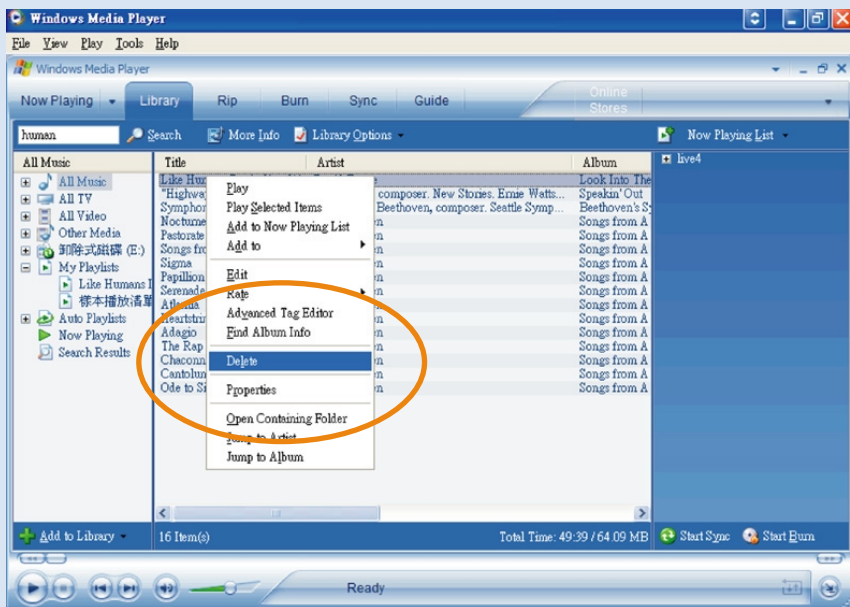 Windows Media Player
File View Play Tools Help
Windows Media Player
Now Playing Library Rip Burn Sync Guide Online Stores
human Search More Info Library Options Now Playing List
All Music Title Artist Album live4
All Music
All TV
All Video
Other Media
卸除式磁碟 (E:)
My Playlists
Like Humans
樣本播放清單
Auto Playlists
Now Playing
Search Results
Like Hum Look Into The
"Highwa composer. New Stories. Ernie Watts... Speakin' Out
Symphor Beethoven, composer. Seattle Symp... Beethoven's Sy
Nocturne n Songs from A
Pastorate n Songs from A
Songs fro n Songs from A
Sigma n Songs from A
Papillion n Songs from A
Serenade n Songs from A
Atlanta n Songs from A
Heartstrin n Songs from A
Adagio n Songs from A
The Rap n Songs from A
Chaconn n Songs from A
Cantolun n Songs from A
Ode to Si n Songs from A
Play
Play Selected Items
Add to Now Playing List
Add to
Edit
Rate
Advanced Tag Editor
Find Album Info
Delete
Properties
Open Containing Folder
Jump to Artist
Jump to Album
Add to Library 16 Item(s) Total Time: 49:39 / 64.09 MB Start Sync Start Burn
Ready